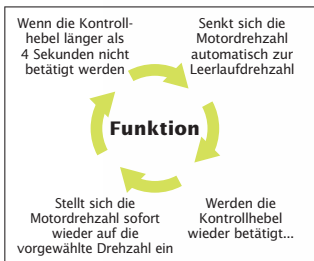 Wenn die Kontroll-
hebel länger als
4 Sekunden nicht
betätigt werden
Senkt sich die
Motordrehzahl
automatisch zur
Leerlaufdrehzahl
Funktion
Werden die
Kontrollhebel
wieder betätigt...
Stellt sich die
Motordrehzahl sofort
wieder auf die
vorgewählte Drehzahl ein